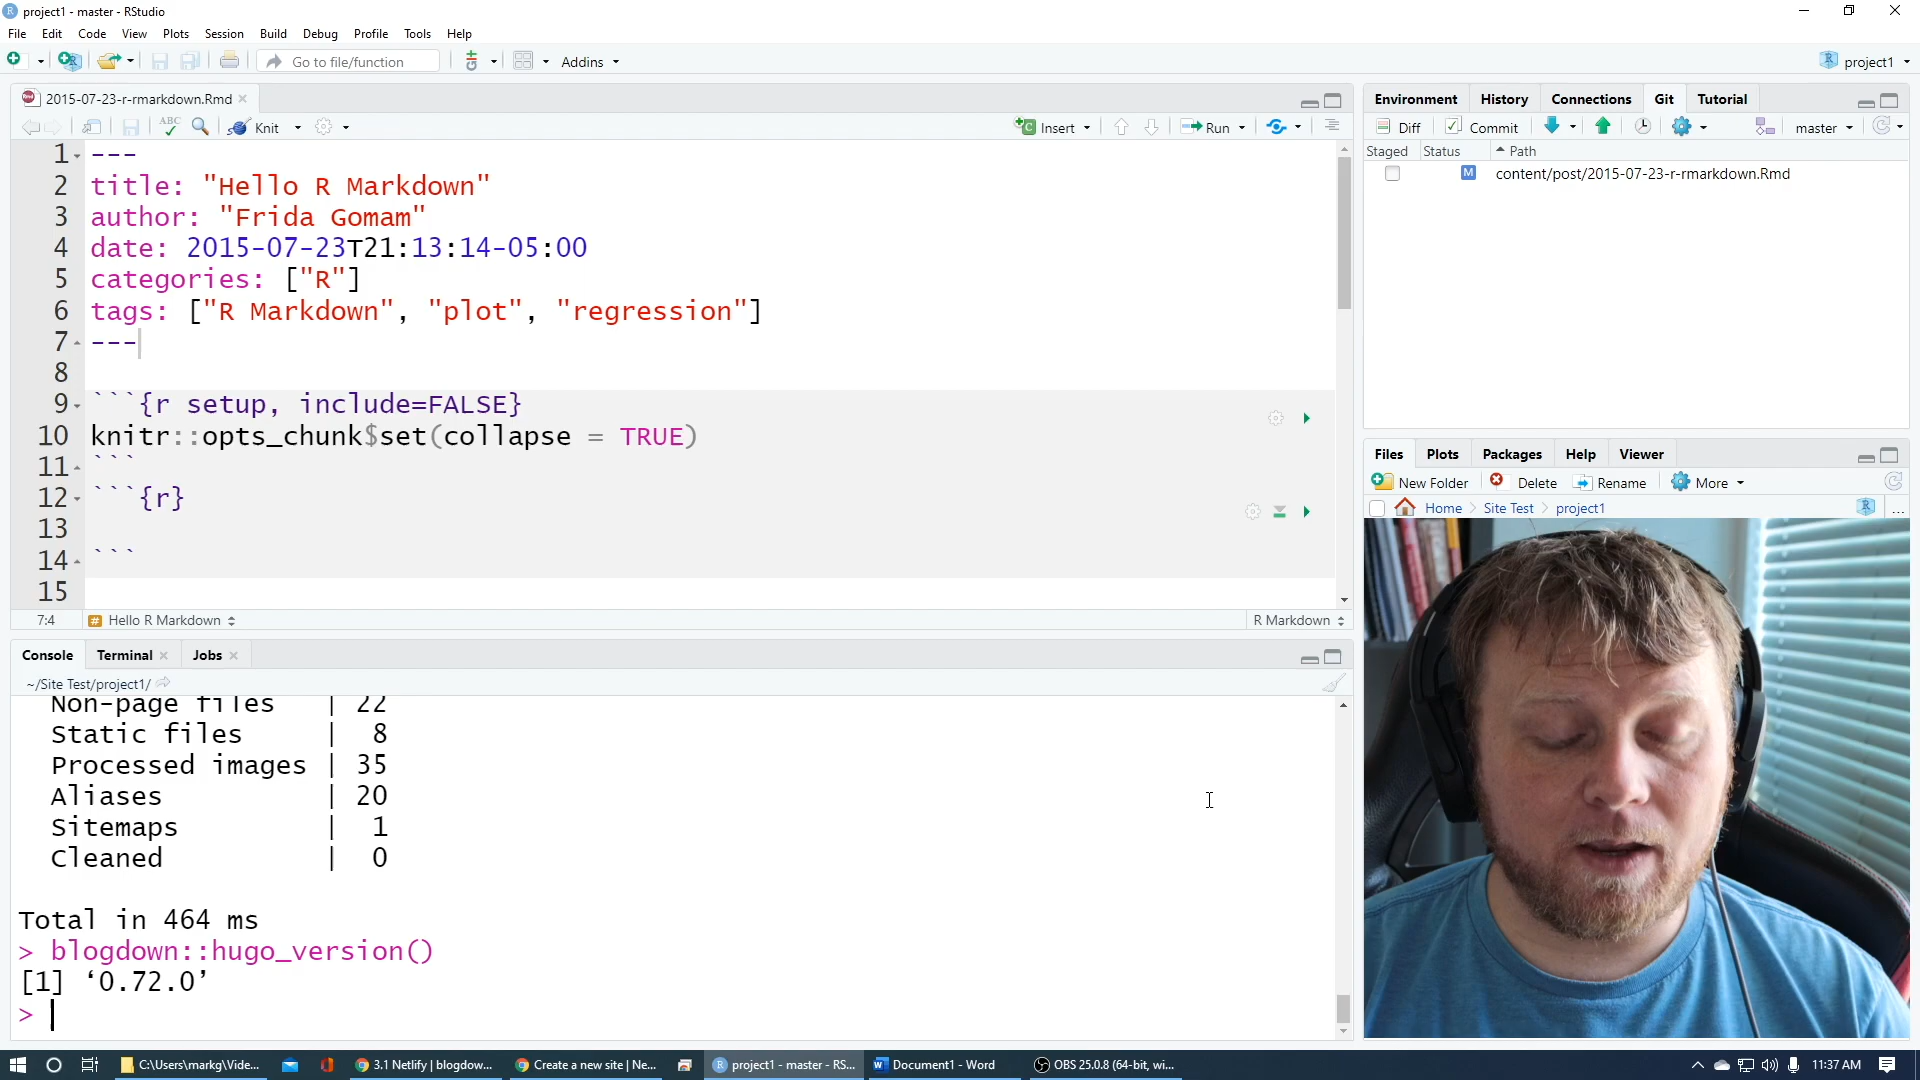 project1 - master - RStudio
File Edit Code View Plots Session Build Debug Profile Tools Help
Go to file/function
Addins
project1
2015-07-23-r-rmarkdown.Rmd
ABC
Knit
Insert
Run
1 ---
2 title: "Hello R Markdown"
3 author: "Frida Gomam"
4 date: 2015-07-23T21:13:14-05:00
5 categories: ["R"]
6 tags: ["R Markdown", "plot", "regression"]
7 ---
8
9 ```{r setup, include=FALSE}
10 knitr::opts_chunk$set(collapse = TRUE)
11 ```
12 ```{r}
13
14 ```
15
7:4
Hello R Markdown
R Markdown
Console Terminal Jobs
~/Site Test/project1/
Non-page files | 22
Static files | 8
Processed images | 35
Aliases | 20
Sitemaps | 1
Cleaned | 0
Total in 464 ms
> blogdown::hugo_version()
[1] ‘0.72.0’
>
Environment History Connections Git Tutorial
Diff Commit master
Staged Status Path
M content/post/2015-07-23-r-rmarkdown.Rmd
Files Plots Packages Help Viewer
New Folder Delete Rename More
Home Site Test project1 ...
C:\Users\markg\Vide...
3.1 Netlify | blogdow...
Create a new site | Ne...
project1 - master - RS...
Document1 - Word
OBS 25.0.8 (64-bit, wi...
11:37 AM